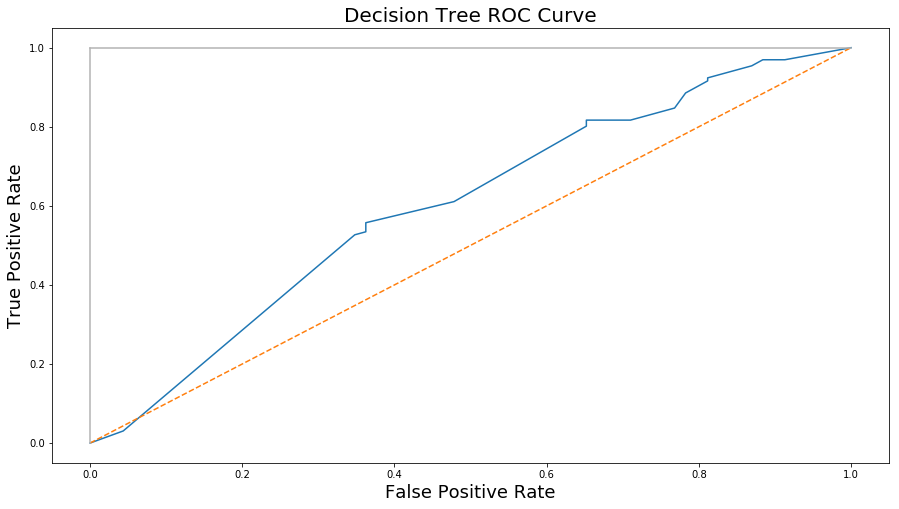 Decision Tree ROC Curve
True Positive Rate
1.0
0.8
0.6
0.4
0.2
0.0
0.0 0.2 0.4 0.6 0.8 1.0
False Positive Rate